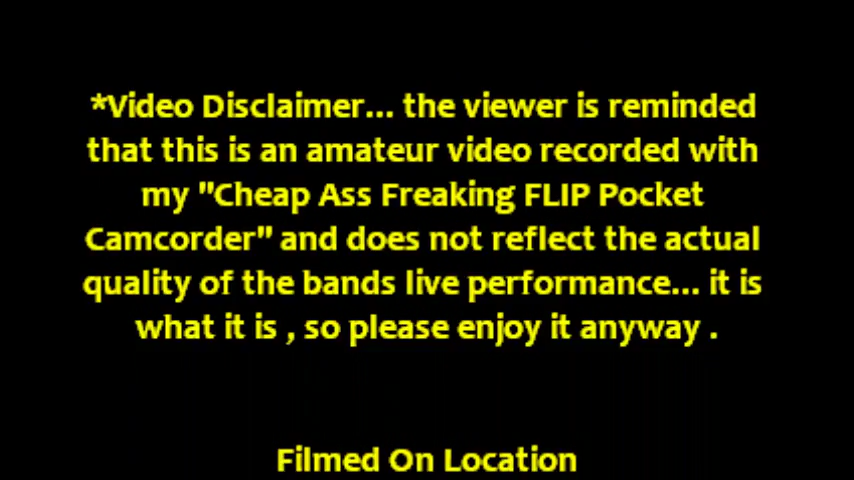 *Video Disclaimer... the viewer is reminded
that this is an amateur video recorded with
my "Cheap Ass Freaking FLIP Pocket
Camcorder" and does not reflect the actual
quality of the bands live performance... it is
what it is , so please enjoy it anyway .
Filmed On Location